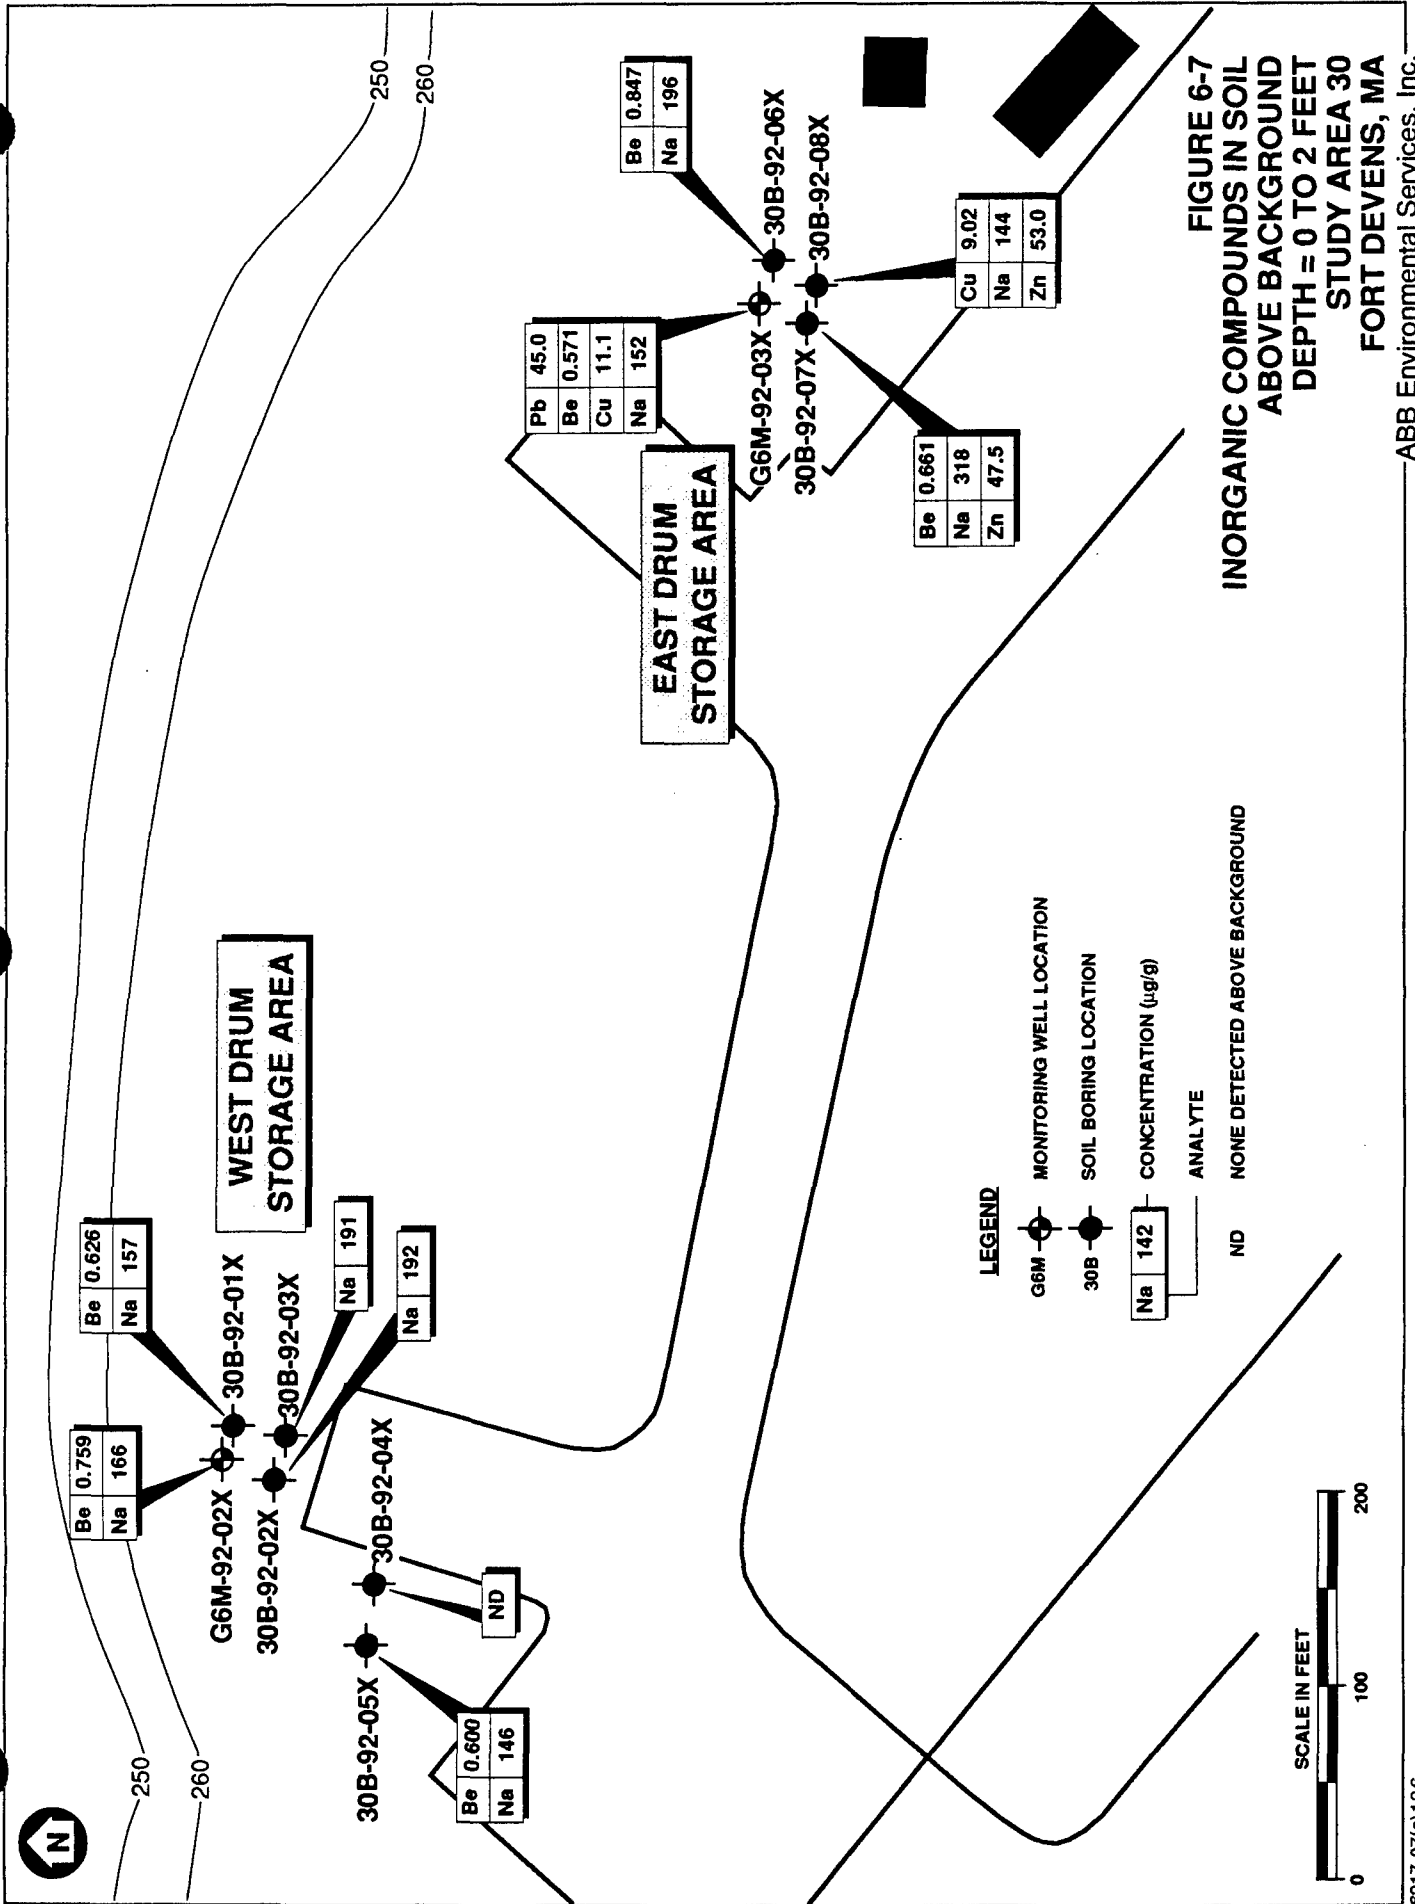 N
250
260
250
260
Be 0.759
Na 166
Be 0.626
Na 157
G6M-92-02X
30B-92-01X
30B-92-02X
30B-92-03X
WEST DRUM
STORAGE AREA
Na 191
Na 192
30B-92-05X
30B-92-04X
Be 0.600
Na 146
ND
Pb 45.0
Be 0.571
Cu 11.1
Na 152
Be 0.847
Na 196
EAST DRUM
STORAGE AREA
G6M-92-03X
30B-92-06X
30B-92-07X
30B-92-08X
Be 0.661
Na 318
Zn 47.5
Cu 9.02
Na 144
Zn 53.0
LEGEND
G6M MONITORING WELL LOCATION
30B SOIL BORING LOCATION
Na 142 CONCENTRATION (µg/g)
ANALYTE
ND NONE DETECTED ABOVE BACKGROUND
SCALE IN FEET
0 100 200
FIGURE 6-7
INORGANIC COMPOUNDS IN SOIL
ABOVE BACKGROUND
DEPTH = 0 TO 2 FEET
STUDY AREA 30
FORT DEVENS, MA
ABB Environmental Services, Inc.